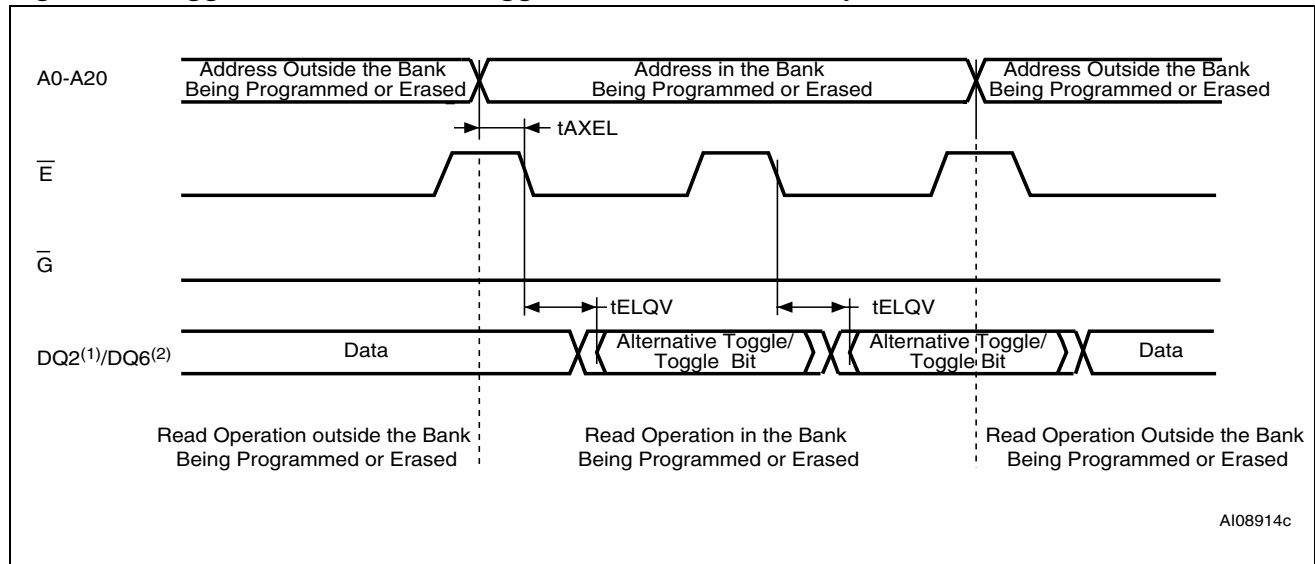 A0-A20
Address Outside the Bank
Being Programmed or Erased
Address in the Bank
Being Programmed or Erased
Address Outside the Bank
Being Programmed or Erased
tAXEL
E
G
tELQV
tELQV
DQ2(1)/DQ6(2)
Data
Alternative Toggle/
Toggle Bit
Alternative Toggle/
Toggle Bit
Data
Read Operation outside the Bank
Being Programmed or Erased
Read Operation in the Bank
Being Programmed or Erased
Read Operation Outside the Bank
Being Programmed or Erased
AI08914c